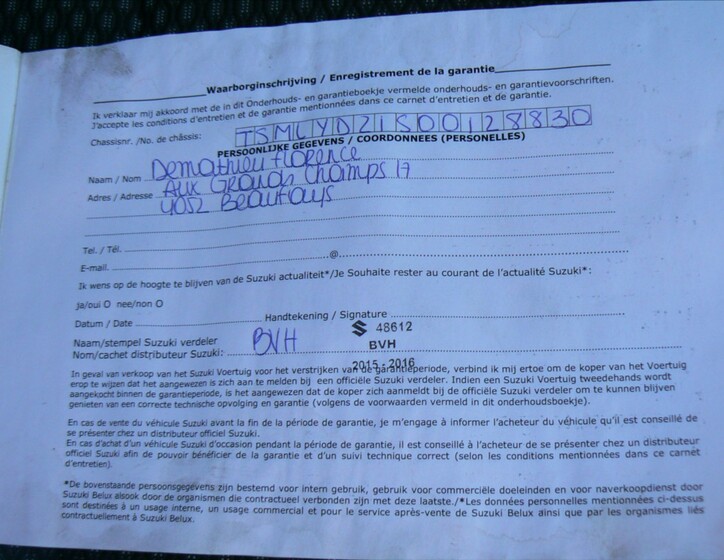 Waarborginschrijving / Enregistrement de la garantie
Ik verklaar mij akkoord met de in dit Onderhouds- en garantieboekje vermelde onderhouds- en garantievoorschriften.
J'accepte les conditions d'entretien et de garantie mentionnées dans ce carnet d'entretien et de garantie.
Chassisnr. /No. de châssis: TSMLYD21S00128830
PERSOONLIJKE GEGEVENS / COORDONNEES (PERSONELLES)
Naam / Nom Demathieu Florence
Adres / Adresse Aux Grands Champs 19
4052 Beaufays
Tel. / Tél.
E-mail. @
Ik wens op de hoogte te blijven van de Suzuki actualiteit*/Je Souhaite rester au courant de l'actualité Suzuki*:
ja/oui O nee/non O
Datum / Date Handtekening / Signature
48612
Naam/stempel Suzuki verdeler
Nom/cachet distributeur Suzuki: BVH BVH
2015 - 2016
In geval van verkoop van het Suzuki Voertuig voor het verstrijken van de garantieperiode, verbind ik mij ertoe om de koper van het Voertuig
erop te wijzen dat het aangewezen is zich aan te melden bij een officiële Suzuki verdeler. Indien een Suzuki Voertuig tweedehands wordt
aangekocht binnen de garantieperiode, is het aangewezen dat de koper zich aanmeldt bij de officiële Suzuki verdeler om te kunnen blijven
genieten van een correcte technische opvolging en garantie (volgens de voorwaarden vermeld in dit onderhoudsboekje).
En cas de vente du véhicule Suzuki avant la fin de la période de garantie, je m'engage à informer l'acheteur du véhicule qu'il est conseillé de
se présenter chez un distributeur officiel Suzuki.
En cas d'achat d'un véhicule Suzuki d'occasion pendant la période de garantie, il est conseillé à l'acheteur de se présenter chez un distributeur
officiel Suzuki afin de pouvoir bénéficier de la garantie et d'un suivi technique correct (selon les conditions mentionnées dans ce carnet
d'entretien).
*De bovenstaande persoonsgegevens zijn bestemd voor intern gebruik, gebruik voor commerciële doeleinden en voor naverkoopdienst door
Suzuki Belux alsook door de organismen die contractueel verbonden zijn met deze laatste./*Les données personnelles mentionnées ci-dessus
sont destinées à un usage interne, un usage commercial et pour le service après-vente de Suzuki Belux ainsi que par les organismes liés
contractuellement à Suzuki Belux.